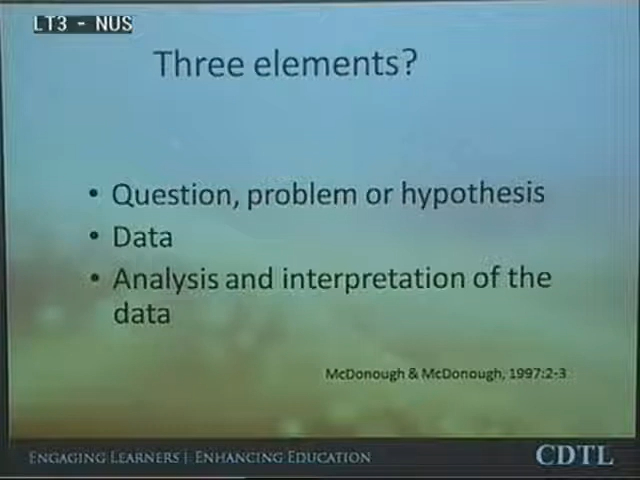 LT3 - NUS
Three elements?
• Question, problem or hypothesis
• Data
• Analysis and interpretation of the
data
McDonough & McDonough, 1997:2-3
ENGAGING LEARNERS | ENHANCING EDUCATION
CDTL